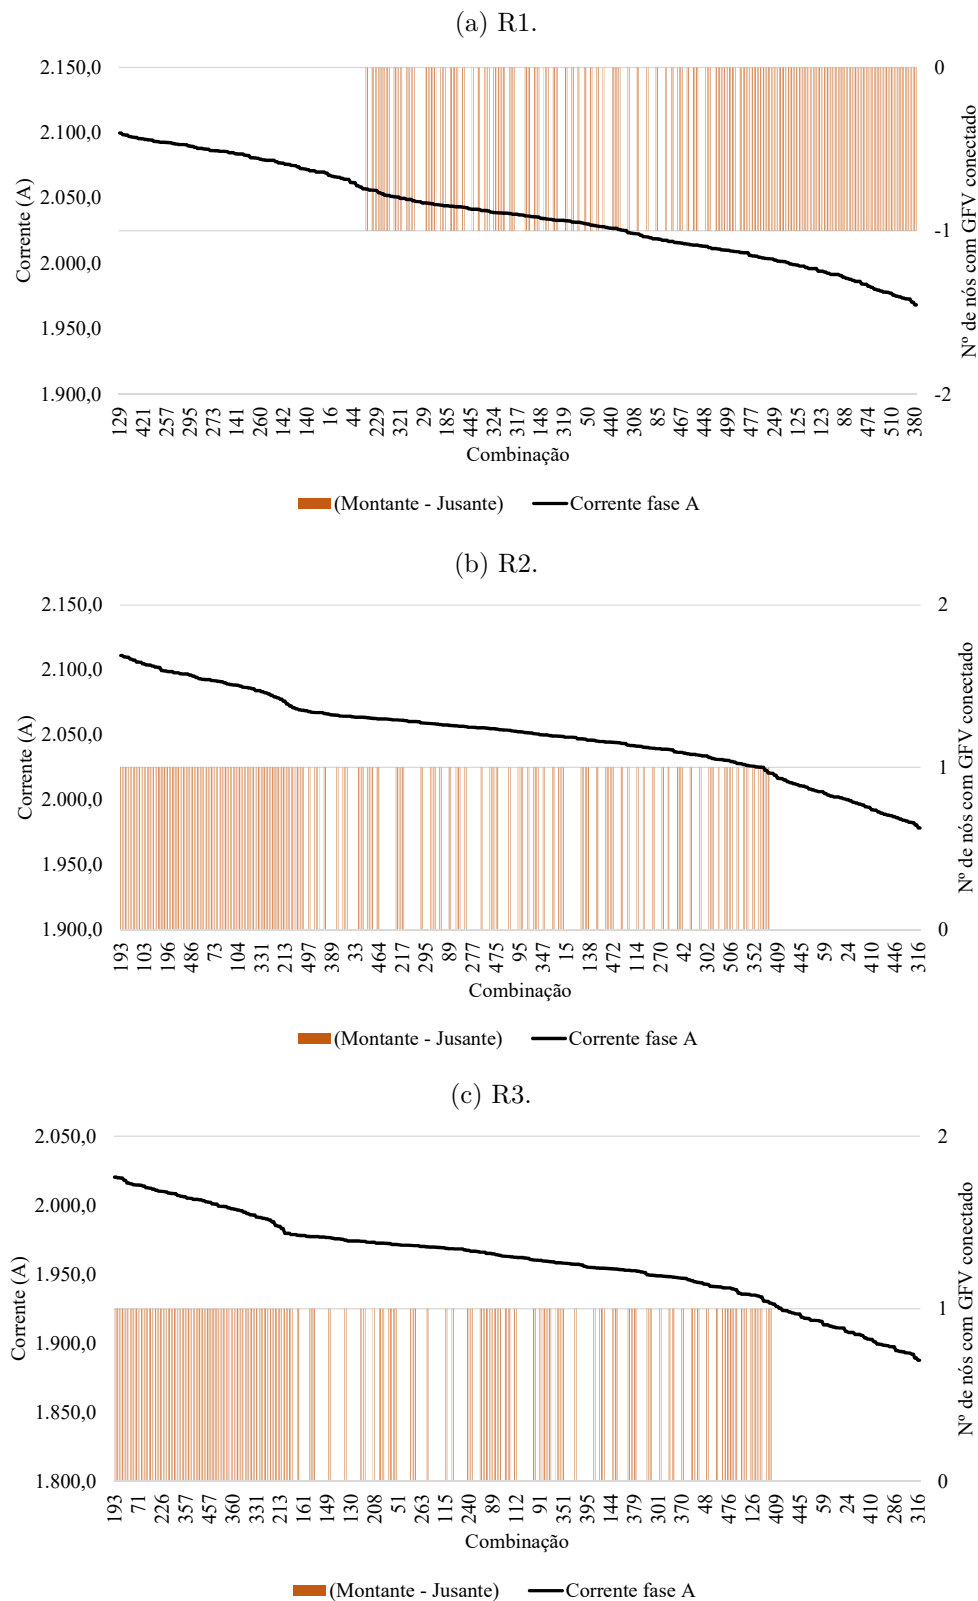 (a) R1.
2.150,0
2.100,0
2.050,0
2.000,0
1.950,0
1.900,0
Corrente (A)
0
-1
-2
Nº de nós com GFV conectado
129 421 257 295 273 141 260 142 140 16 44 229 321 29 185 445 324 317 148 319 50 440 308 85 467 448 499 477 249 125 123 88 474 510 380
Combinação
(Montante - Jusante) Corrente fase A
(b) R2.
2.150,0
2.100,0
2.050,0
2.000,0
1.950,0
1.900,0
Corrente (A)
2
1
0
Nº de nós com GFV conectado
193 103 196 486 73 104 331 213 497 389 33 464 217 295 89 277 475 95 347 15 138 472 114 270 42 302 506 352 409 445 59 24 410 446 316
Combinação
(Montante - Jusante) Corrente fase A
(c) R3.
2.050,0
2.000,0
1.950,0
1.900,0
1.850,0
1.800,0
Corrente (A)
2
1
0
Nº de nós com GFV conectado
193 71 226 357 457 360 331 213 161 149 130 208 51 263 115 240 89 112 91 351 395 144 379 301 370 48 476 126 409 445 59 24 410 286 316
Combinação
(Montante - Jusante) Corrente fase A